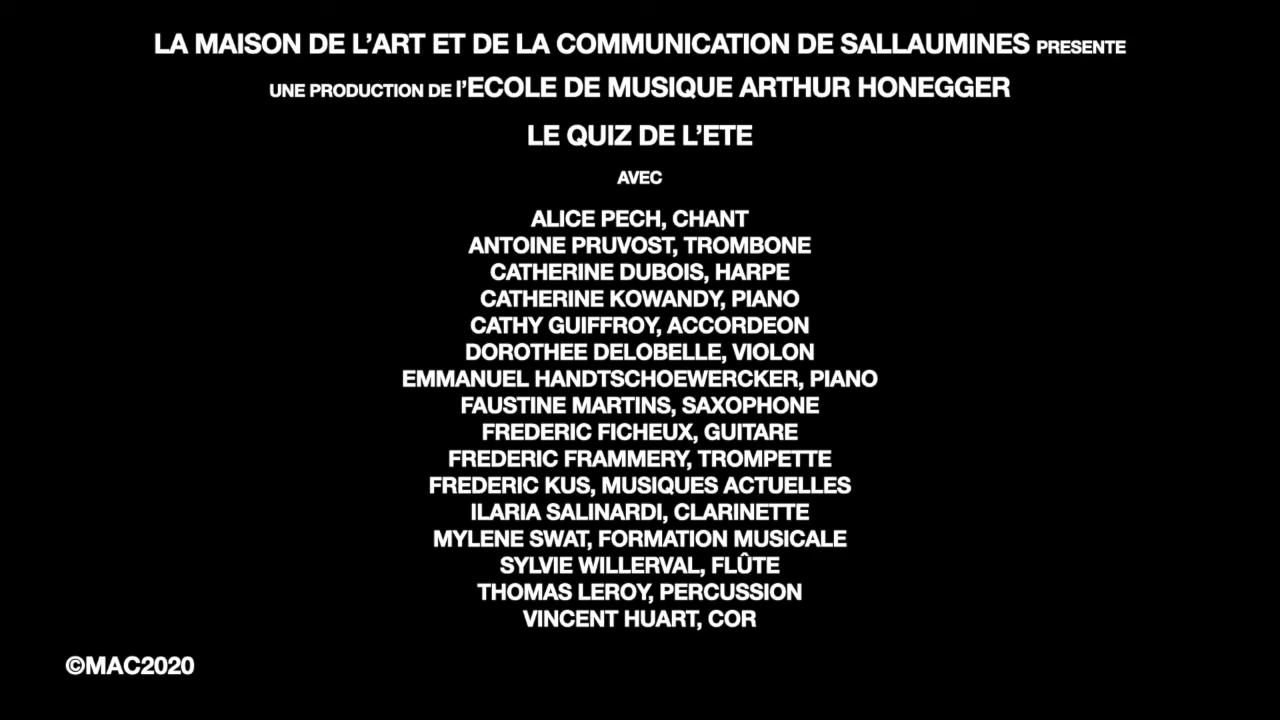 LA MAISON DE L'ART ET DE LA COMMUNICATION DE SALLAUMINES PRESENTE
UNE PRODUCTION DE l'ECOLE DE MUSIQUE ARTHUR HONEGGER
LE QUIZ DE L'ETE
AVEC
ALICE PECH, CHANT
ANTOINE PRUVOST, TROMBONE
CATHERINE DUBOIS, HARPE
CATHERINE KOWANDY, PIANO
CATHY GUIFFROY, ACCORDEON
DOROTHEE DELOBELLE, VIOLON
EMMANUEL HANDTSCHOEWERCKER, PIANO
FAUSTINE MARTINS, SAXOPHONE
FREDERIC FICHEUX, GUITARE
FREDERIC FRAMMERY, TROMPETTE
FREDERIC KUS, MUSIQUES ACTUELLES
ILARIA SALINARDI, CLARINETTE
MYLENE SWAT, FORMATION MUSICALE
SYLVIE WILLERVAL, FLÛTE
THOMAS LEROY, PERCUSSION
VINCENT HUART, COR
©MAC2020